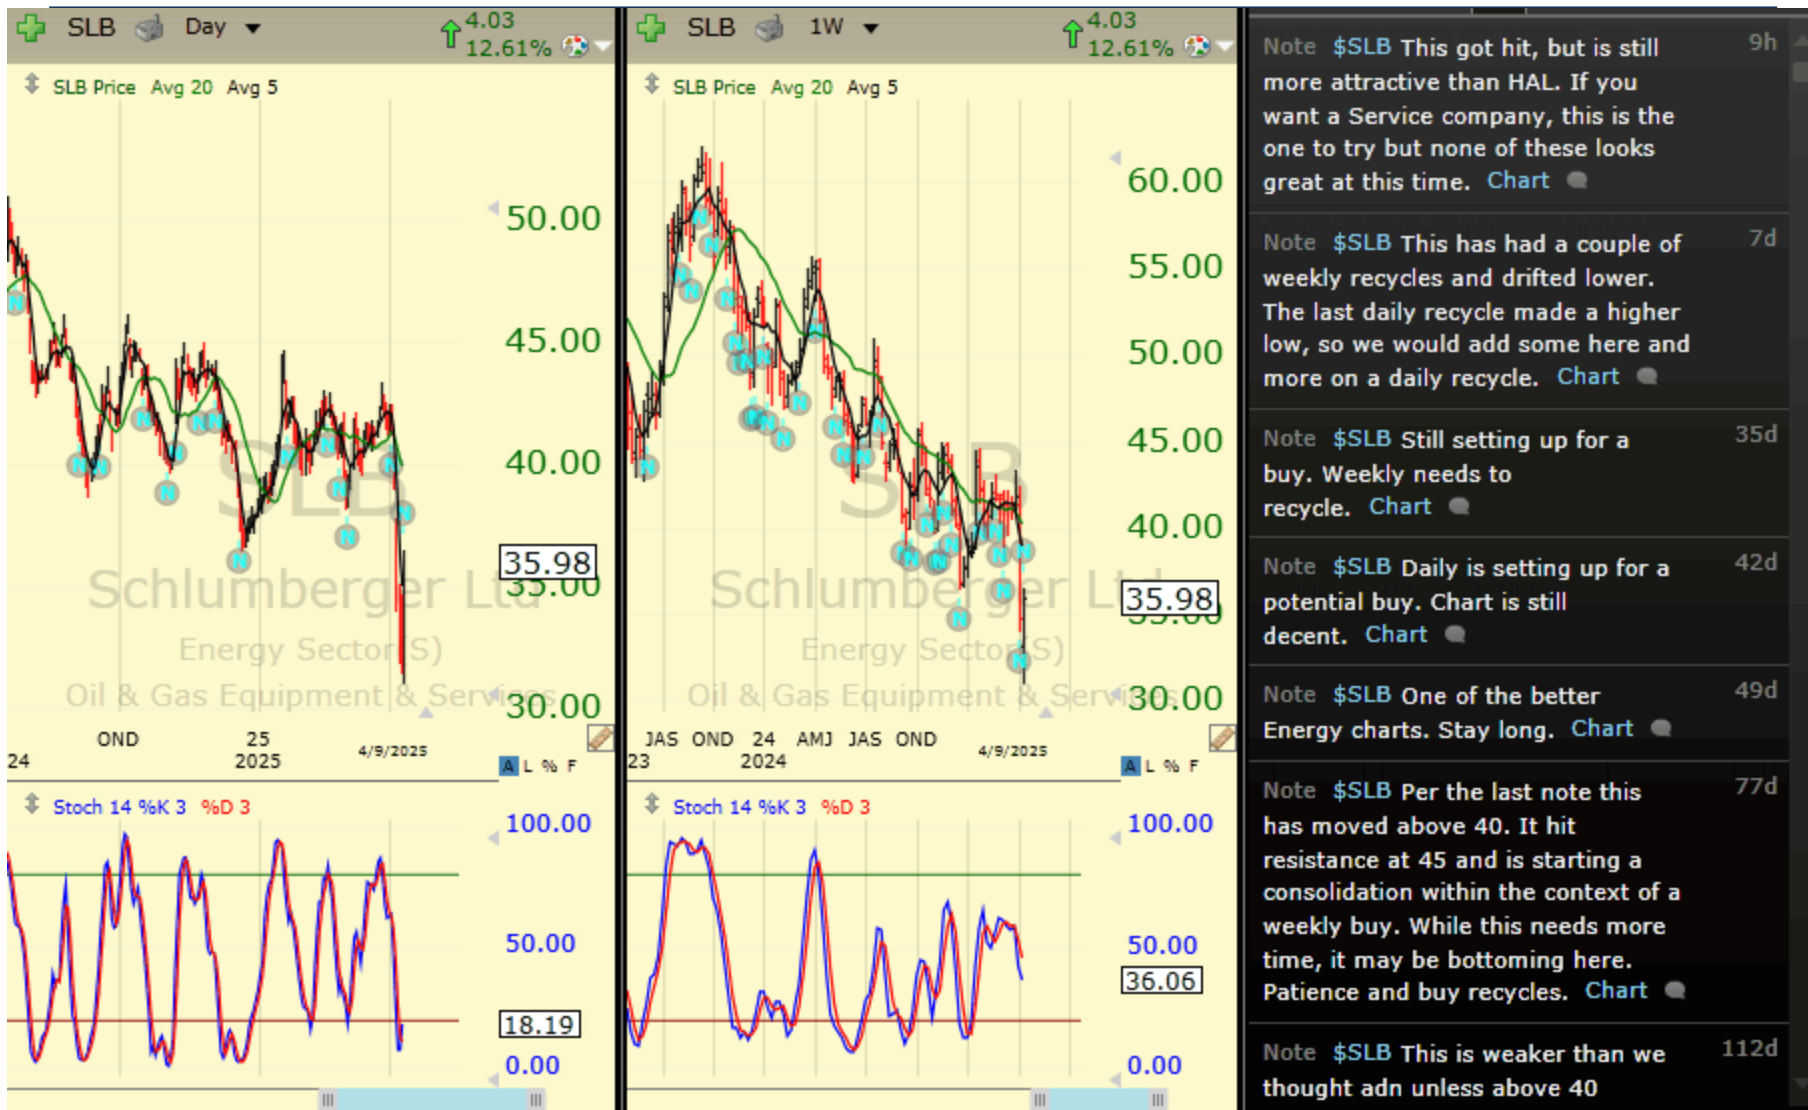 SLB Day 4.03
12.61%
SLB Price Avg 20 Avg 5
50.00
45.00
40.00
35.98
35.00
30.00
SLB
Schlumberger Ltd
Energy Sector(S)
Oil & Gas Equipment & Services
OND 25 4/9/2025
24 2025
A L % F
Stoch 14 %K 3 %D 3
100.00
50.00
18.19
0.00
SLB 1W 4.03
12.61%
SLB Price Avg 20 Avg 5
60.00
55.00
50.00
45.00
40.00
35.98
35.00
30.00
SLB
Schlumberger Ltd
Energy Sector(S)
Oil & Gas Equipment & Services
JAS OND 24 AMJ JAS OND 4/9/2025
23 2024
A L % F
Stoch 14 %K 3 %D 3
100.00
50.00
36.06
0.00
Note $SLB This got hit, but is still 9h
more attractive than HAL. If you
want a Service company, this is the
one to try but none of these looks
great at this time. Chart
Note $SLB This has had a couple of 7d
weekly recycles and drifted lower.
The last daily recycle made a higher
low, so we would add some here and
more on a daily recycle. Chart
Note $SLB Still setting up for a 35d
buy. Weekly needs to
recycle. Chart
Note $SLB Daily is setting up for a 42d
potential buy. Chart is still
decent. Chart
Note $SLB One of the better 49d
Energy charts. Stay long. Chart
Note $SLB Per the last note this 77d
has moved above 40. It hit
resistance at 45 and is starting a
consolidation within the context of a
weekly buy. While this needs more
time, it may be bottoming here.
Patience and buy recycles. Chart
Note $SLB This is weaker than we 112d
thought adn unless above 40